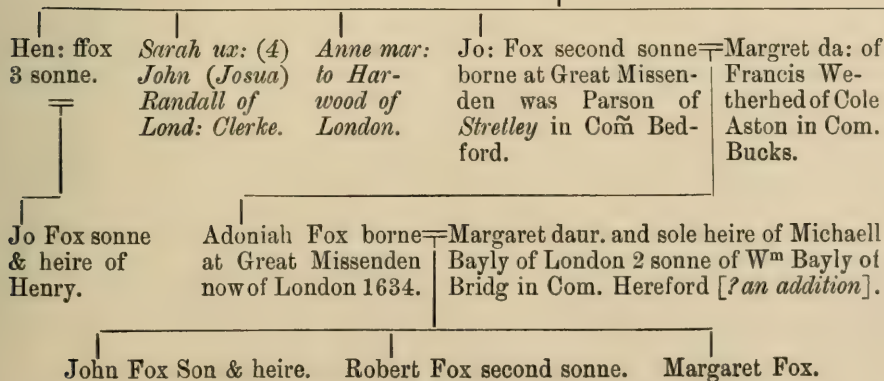 Hen: ffox
3 sonne.
Sarah ux: (4)
John (Josua)
Randall of
Lond: Clerke.
Anne mar:
to Har-
wood of
London.
Jo: Fox second sonne
borne at Great Missen-
den was Parson of
Stretley in Com̃ Bed-
ford.
Margret da: of
Francis We-
therhed of Cole
Aston in Com.
Bucks.
Jo Fox sonne
& heire of
Henry.
Adoniah Fox borne
at Great Missenden
now of London 1634.
Margaret daur. and sole heire of Michaell
Bayly of London 2 sonne of Wᵐ Bayly of
Bridg in Com. Hereford [? an addition].
John Fox Son & heire.
Robert Fox second sonne.
Margaret Fox.